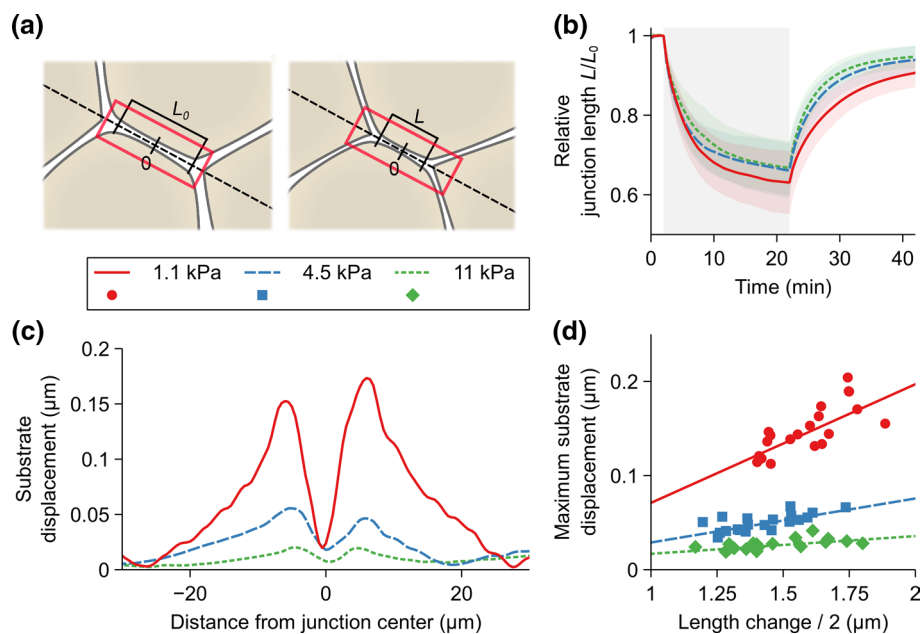 (a)
L0
0
L
0
(b)
Relative
junction length L/L0
1
0.8
0.6
0
20
40
Time (min)
1.1 kPa
4.5 kPa
11 kPa
(c)
Substrate
displacement (μm)
0.2
0.15
0.1
0.05
0
−20
0
20
Distance from junction center (μm)
(d)
Maximum substrate
displacement (μm)
0.2
0.1
0
1
1.25
1.5
1.75
2
Length change / 2 (μm)